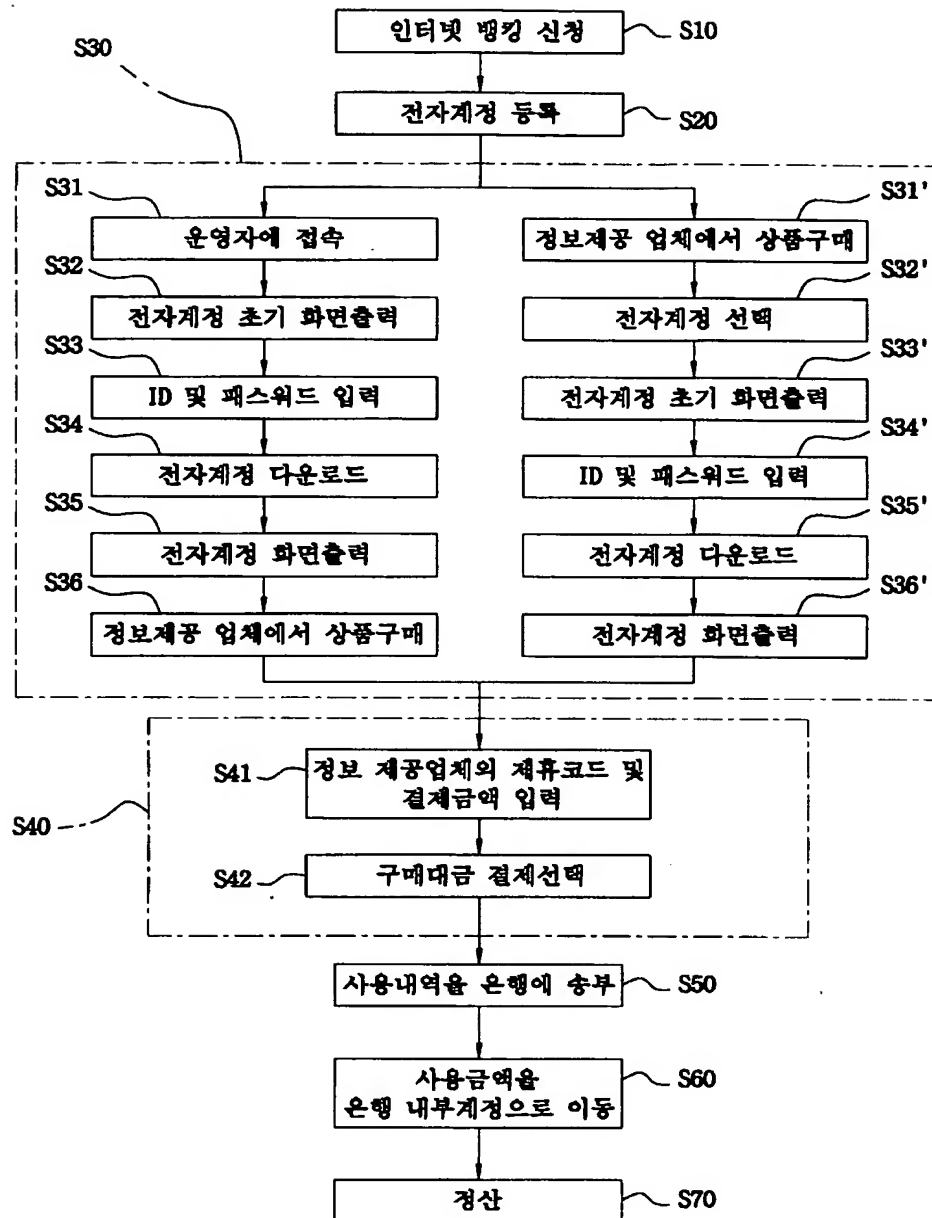 인터넷 뱅킹 신청
S10
S30
전자계정 등록
S20
S31
운영자에 접속
S32
전자계정 초기 화면출력
S33
ID 및 패스워드 입력
S34
전자계정 다운로드
S35
전자계정 화면출력
S36
정보제공 업체에서 상품구매
S31'
정보제공 업체에서 상품구매
S32'
전자계정 선택
S33'
전자계정 초기 화면출력
S34'
ID 및 패스워드 입력
S35'
전자계정 다운로드
S36'
전자계정 화면출력
S40
S41
정보 제공업체의 제휴코드 및
결제금액 입력
S42
구매대금 결제선택
사용내역을 은행에 송부
S50
사용금액을
은행 내부계정으로 이동
S60
정산
S70